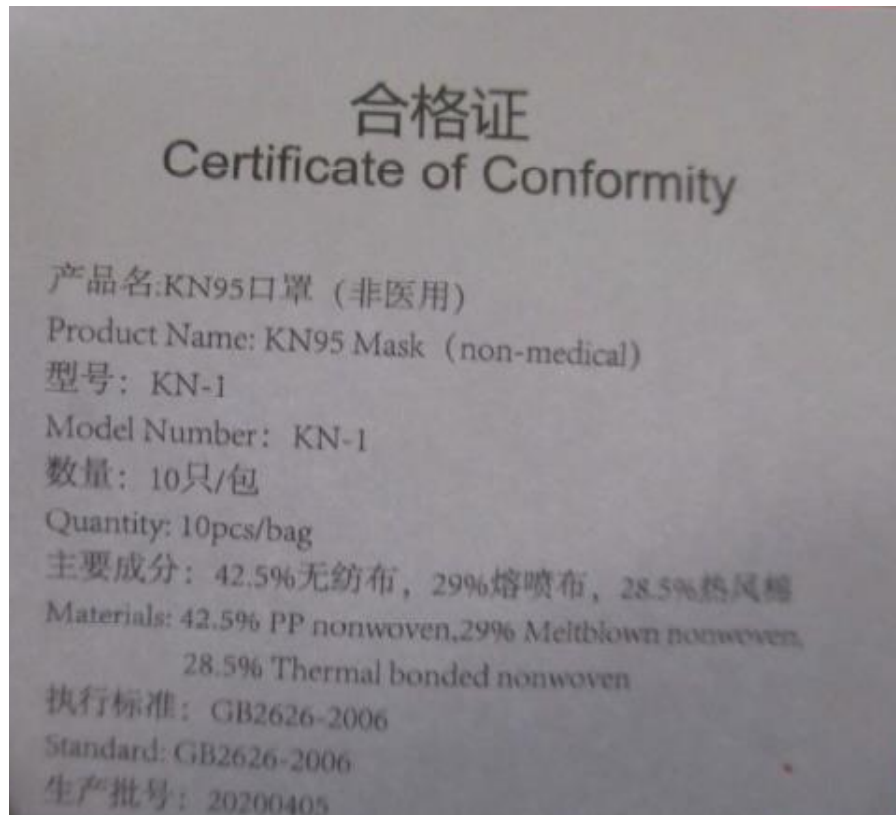 合格证
Certificate of Conformity
产品名:KN95口罩（非医用）
Product Name: KN95 Mask（non-medical）
型号：KN-1
Model Number：KN-1
数量：10只/包
Quantity: 10pcs/bag
主要成分：42.5%无纺布，29%熔喷布，28.5%热风棉
Materials: 42.5% PP nonwoven,29% Meltblown nonwoven,
28.5% Thermal bonded nonwoven
执行标准：GB2626-2006
Standard: GB2626-2006
生产批号：20200405